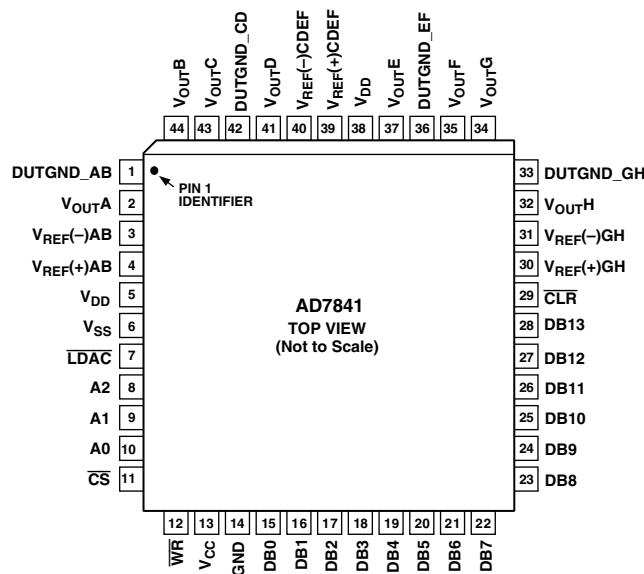 VOUTB
VOUTC
DUTGND_CD
VOUTD
VREF(–)CDEF
VREF(+)CDEF
VDD
VOUTE
DUTGND_EF
VOUTF
VOUTG
44 43 42 41 40 39 38 37 36 35 34
DUTGND_AB 1
VOUTA 2
VREF(–)AB 3
VREF(+)AB 4
VDD 5
VSS 6
LDAC 7
A2 8
A1 9
A0 10
CS 11
PIN 1
IDENTIFIER
AD7841
TOP VIEW
(Not to Scale)
33 DUTGND_GH
32 VOUTH
31 VREF(–)GH
30 VREF(+)GH
29 CLR
28 DB13
27 DB12
26 DB11
25 DB10
24 DB9
23 DB8
12 13 14 15 16 17 18 19 20 21 22
WR
VCC
GND
DB0
DB1
DB2
DB3
DB4
DB5
DB6
DB7